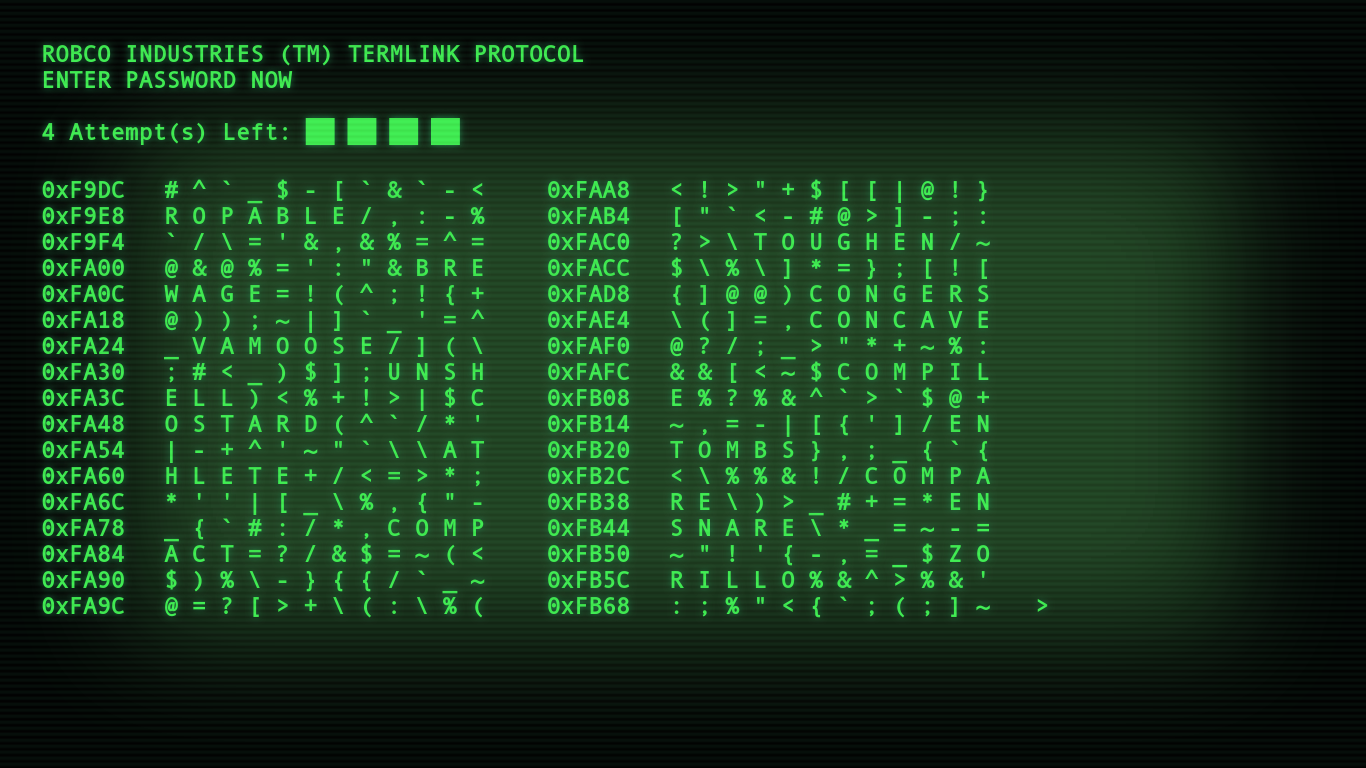 ROBCO INDUSTRIES (TM) TERMLINK PROTOCOL
ENTER PASSWORD NOW
4 Attempt(s) Left: ██ ██ ██ ██
0xF9DC # ^ ` _ $ - [ ` & ` - < 0xFAA8 < ! > " + $ [ [ | @ ! }
0xF9E8 R O P A B L E / , : - % 0xFAB4 [ " ` < - # @ > ] - ; :
0xF9F4 ` / \ = ' & , & % = ^ = 0xFAC0 ? > \ T O U G H E N / ~
0xFA00 @ & @ % = ' : " & B R E 0xFACC $ \ % \ ] * = } ; [ ! [
0xFA0C W A G E = ! ( ^ ; ! { + 0xFAD8 { ] @ @ ) C O N G E R S
0xFA18 @ ) ) ; ~ | ] ` _ ' = ^ 0xFAE4 \ ( ] = , C O N C A V E
0xFA24 _ V A M O O S E / ] ( \ 0xFAF0 @ ? / ; _ > " * + ~ % :
0xFA30 ; # < _ ) $ ] ; U N S H 0xFAFC & & [ < ~ $ C O M P I L
0xFA3C E L L ) < % + ! > | $ C 0xFB08 E % ? % & ^ ` > ` $ @ +
0xFA48 O S T A R D ( ^ ` / * ' 0xFB14 ~ , = - | [ { ' ] / E N
0xFA54 | - + ^ ' ~ " ` \ \ A T 0xFB20 T O M B S } , ; _ { ` {
0xFA60 H L E T E + / < = > * ; 0xFB2C < \ % % & ! / C O M P A
0xFA6C * ' ' | [ _ \ % , { " - 0xFB38 R E \ ) > _ # + = * E N
0xFA78 _ { ` # : / * , C O M P 0xFB44 S N A R E \ * _ = ~ - =
0xFA84 A C T = ? / & $ = ~ ( < 0xFB50 ~ " ! ' { - , = _ $ Z O
0xFA90 $ ) % \ - } { { / ` _ ~ 0xFB5C R I L L O % & ^ > % & '
0xFA9C @ = ? [ > + \ ( : \ % ( 0xFB68 : ; % " < { ` ; ( ; ] ~ >